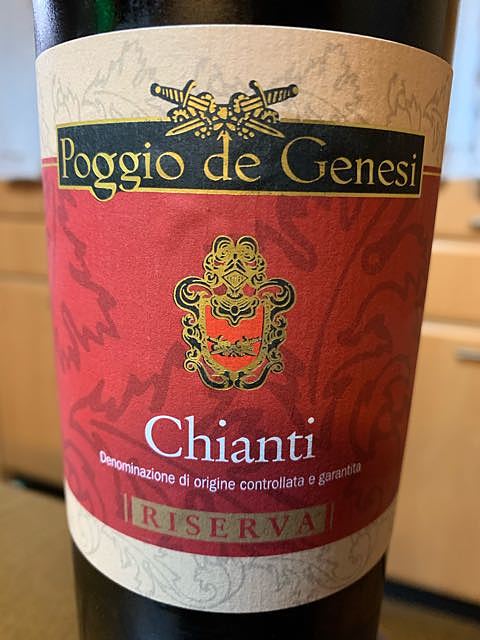 Poggio de Genesi
Chianti
Denominazione di origine controllata e garantita
RISERVA